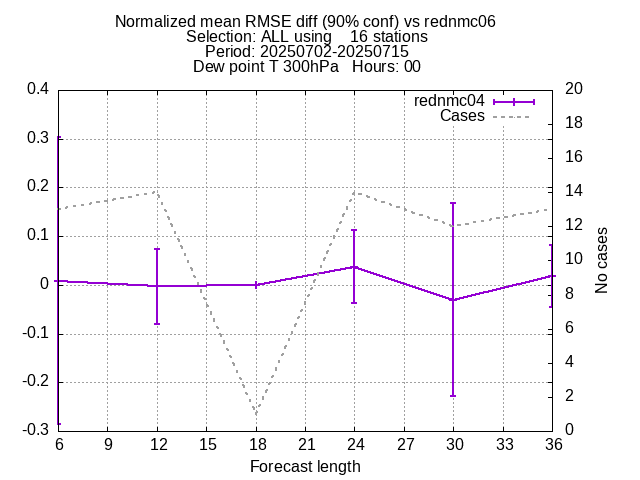 Normalized mean RMSE diff (90% conf) vs rednmc06
Selection: ALL using    16 stations
Period: 20250702-20250715
Dew point T 300hPa   Hours: 00
0.4
0.3
0.2
0.1
0
-0.1
-0.2
-0.3
rednmc04
Cases
20
18
16
14
12
10
8
6
4
2
0
No cases
6 9 12 15 18 21 24 27 30 33 36
Forecast length